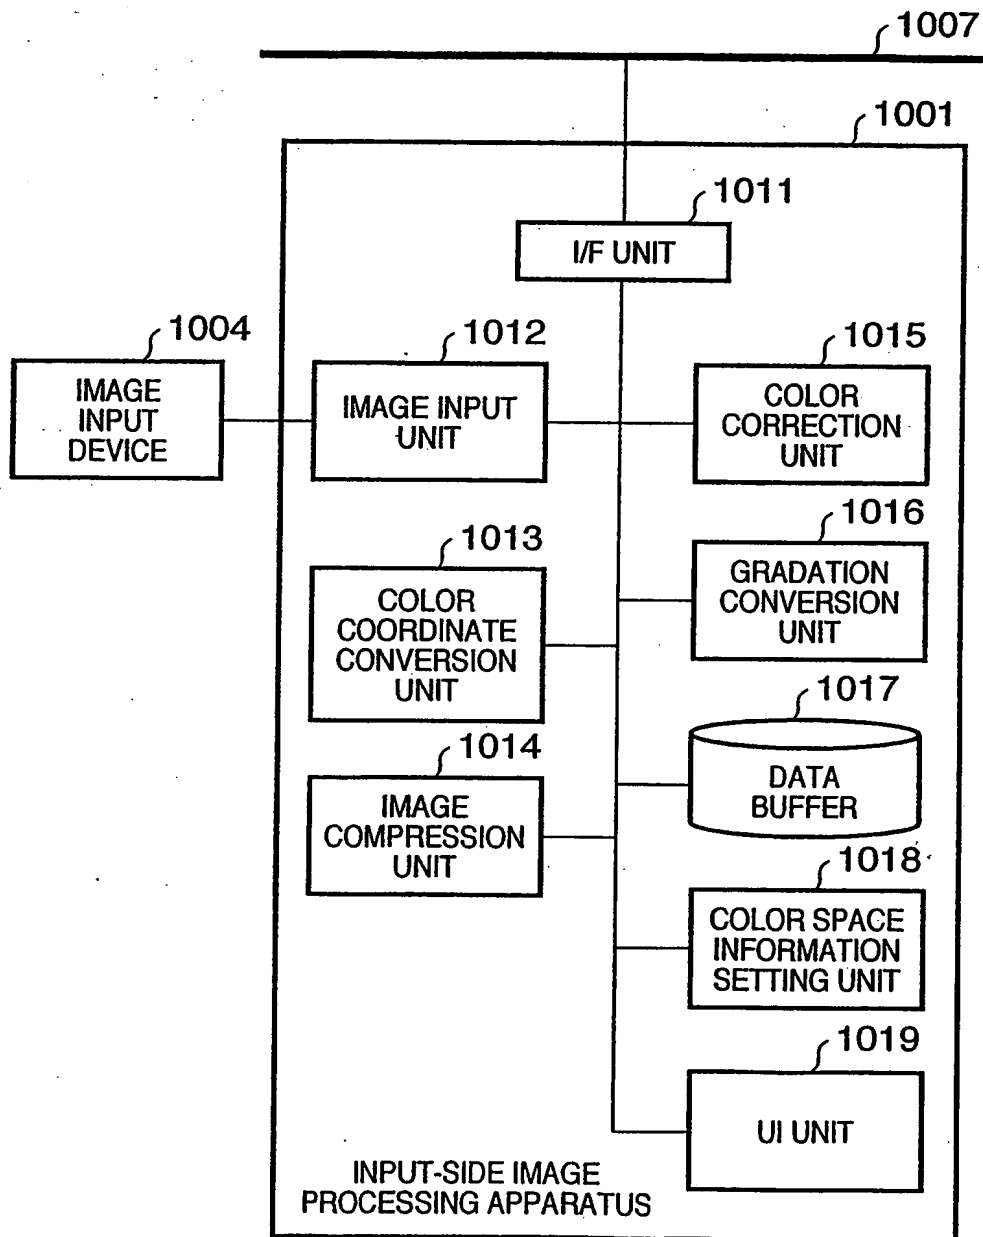 1007
1001
1011
I/F UNIT
1004
IMAGE
INPUT
DEVICE
1012
IMAGE INPUT
UNIT
1015
COLOR
CORRECTION
UNIT
1013
COLOR
COORDINATE
CONVERSION
UNIT
1016
GRADATION
CONVERSION
UNIT
1014
IMAGE
COMPRESSION
UNIT
1017
DATA
BUFFER
1018
COLOR SPACE
INFORMATION
SETTING UNIT
1019
UI UNIT
INPUT-SIDE IMAGE
PROCESSING APPARATUS